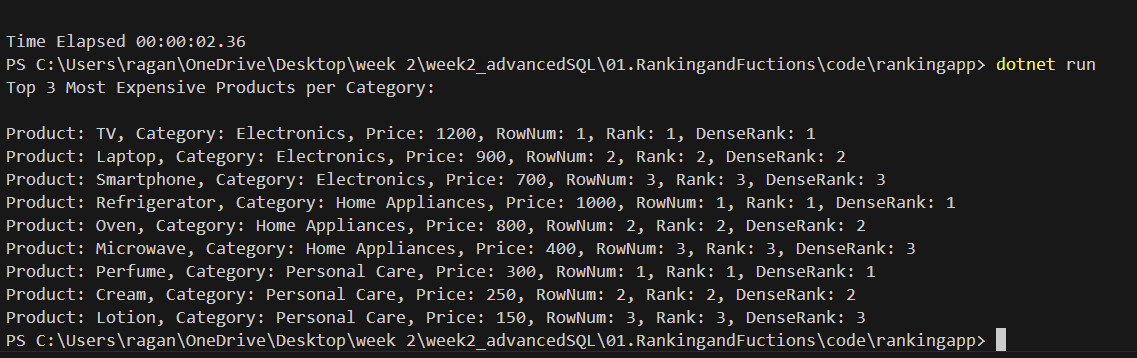 Time Elapsed 00:00:02.36
PS C:\Users\ragan\OneDrive\Desktop\week 2\week2_advancedSQL\01.RankingandFuctions\code\rankingapp> dotnet run
Top 3 Most Expensive Products per Category:
Product: TV, Category: Electronics, Price: 1200, RowNum: 1, Rank: 1, DenseRank: 1
Product: Laptop, Category: Electronics, Price: 900, RowNum: 2, Rank: 2, DenseRank: 2
Product: Smartphone, Category: Electronics, Price: 700, RowNum: 3, Rank: 3, DenseRank: 3
Product: Refrigerator, Category: Home Appliances, Price: 1000, RowNum: 1, Rank: 1, DenseRank: 1
Product: Oven, Category: Home Appliances, Price: 800, RowNum: 2, Rank: 2, DenseRank: 2
Product: Microwave, Category: Home Appliances, Price: 400, RowNum: 3, Rank: 3, DenseRank: 3
Product: Perfume, Category: Personal Care, Price: 300, RowNum: 1, Rank: 1, DenseRank: 1
Product: Cream, Category: Personal Care, Price: 250, RowNum: 2, Rank: 2, DenseRank: 2
Product: Lotion, Category: Personal Care, Price: 150, RowNum: 3, Rank: 3, DenseRank: 3
PS C:\Users\ragan\OneDrive\Desktop\week 2\week2_advancedSQL\01.RankingandFuctions\code\rankingapp>